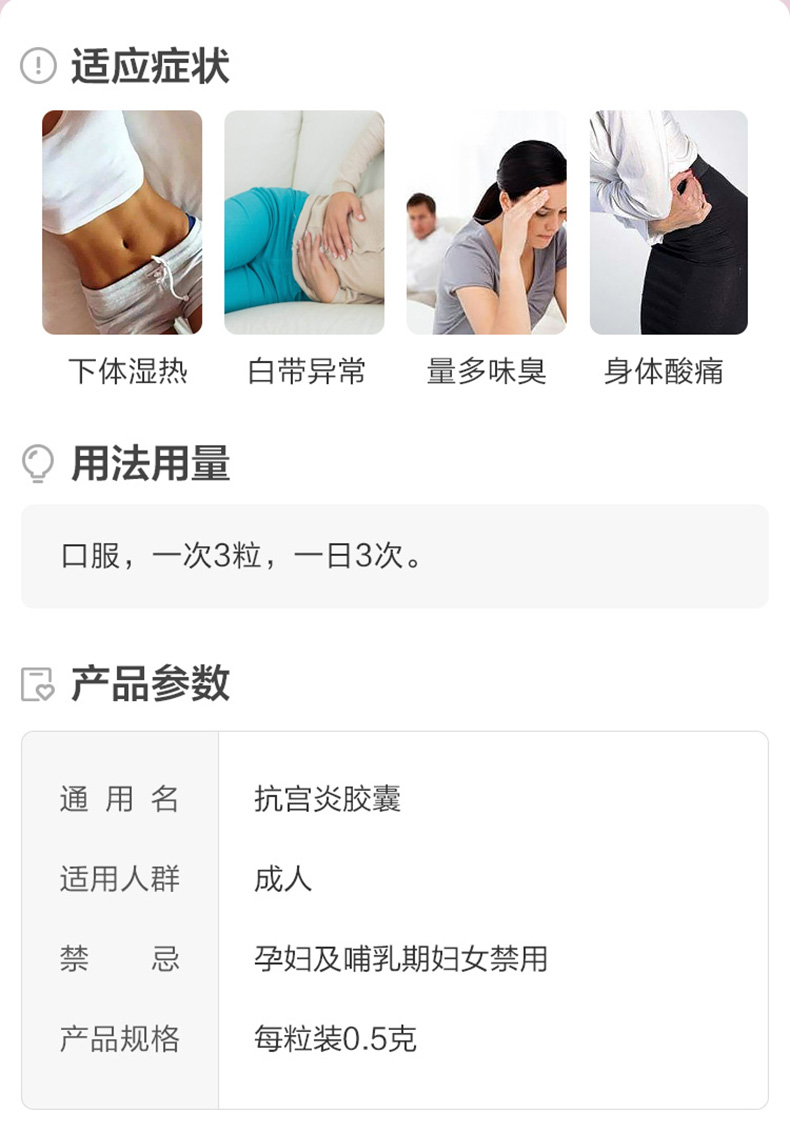 适应症状
下体湿热 白带异常 量多味臭 身体酸痛
用法用量
口服，一次3粒，一日3次。
产品参数
通用名 抗宫炎胶囊
适用人群 成人
禁忌 孕妇及哺乳期妇女禁用
产品规格 每粒装0.5克